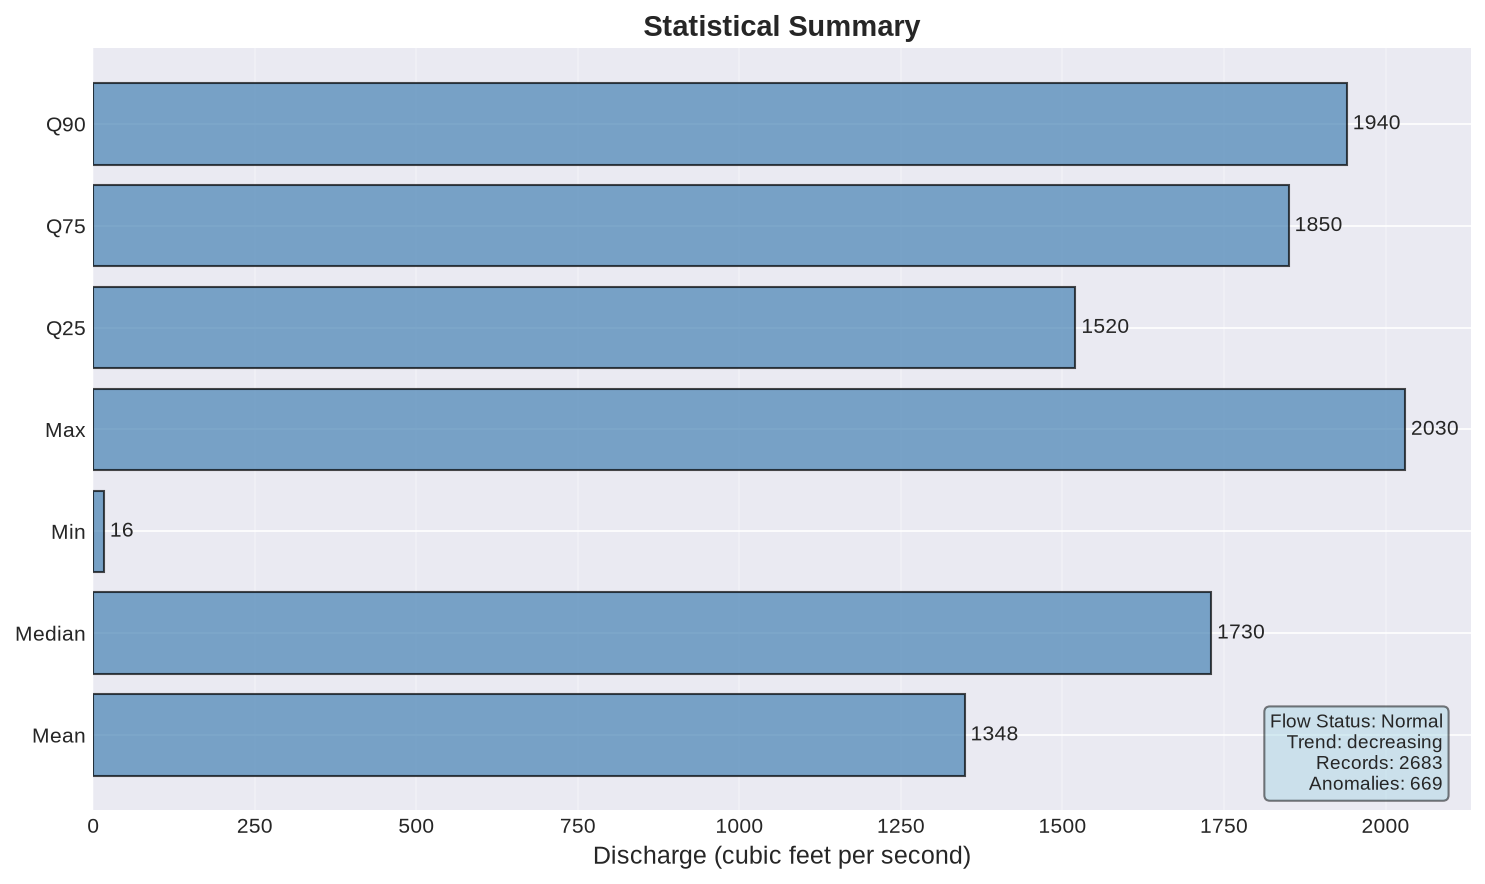 Statistical Summary
Q90
1940
Q75
1850
Q25
1520
Max
2030
Min
16
Median
1730
Mean
1348
Flow Status: Normal
Trend: decreasing
Records: 2683
Anomalies: 669
0 250 500 750 1000 1250 1500 1750 2000
Discharge (cubic feet per second)